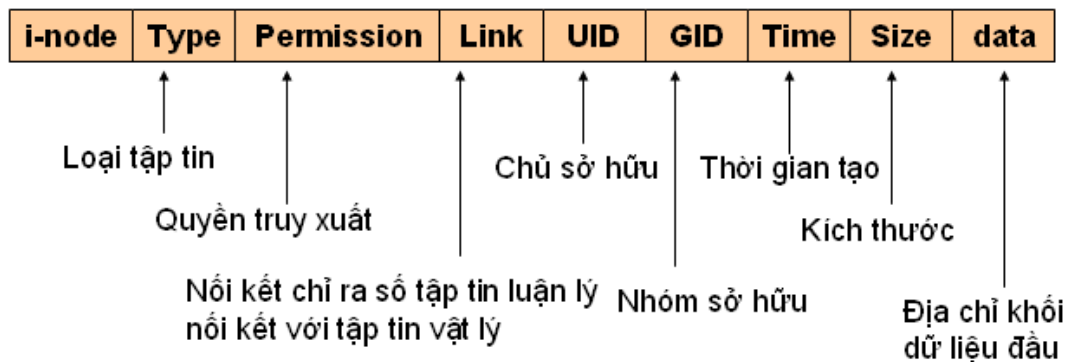 i-node Type Permission Link UID GID Time Size data
Loại tập tin
Chủ sở hữu
Thời gian tạo
Quyền truy xuất
Kích thước
Nối kết chỉ ra số tập tin luận lý
nối kết với tập tin vật lý
Nhóm sở hữu
Địa chỉ khối
dữ liệu đầu